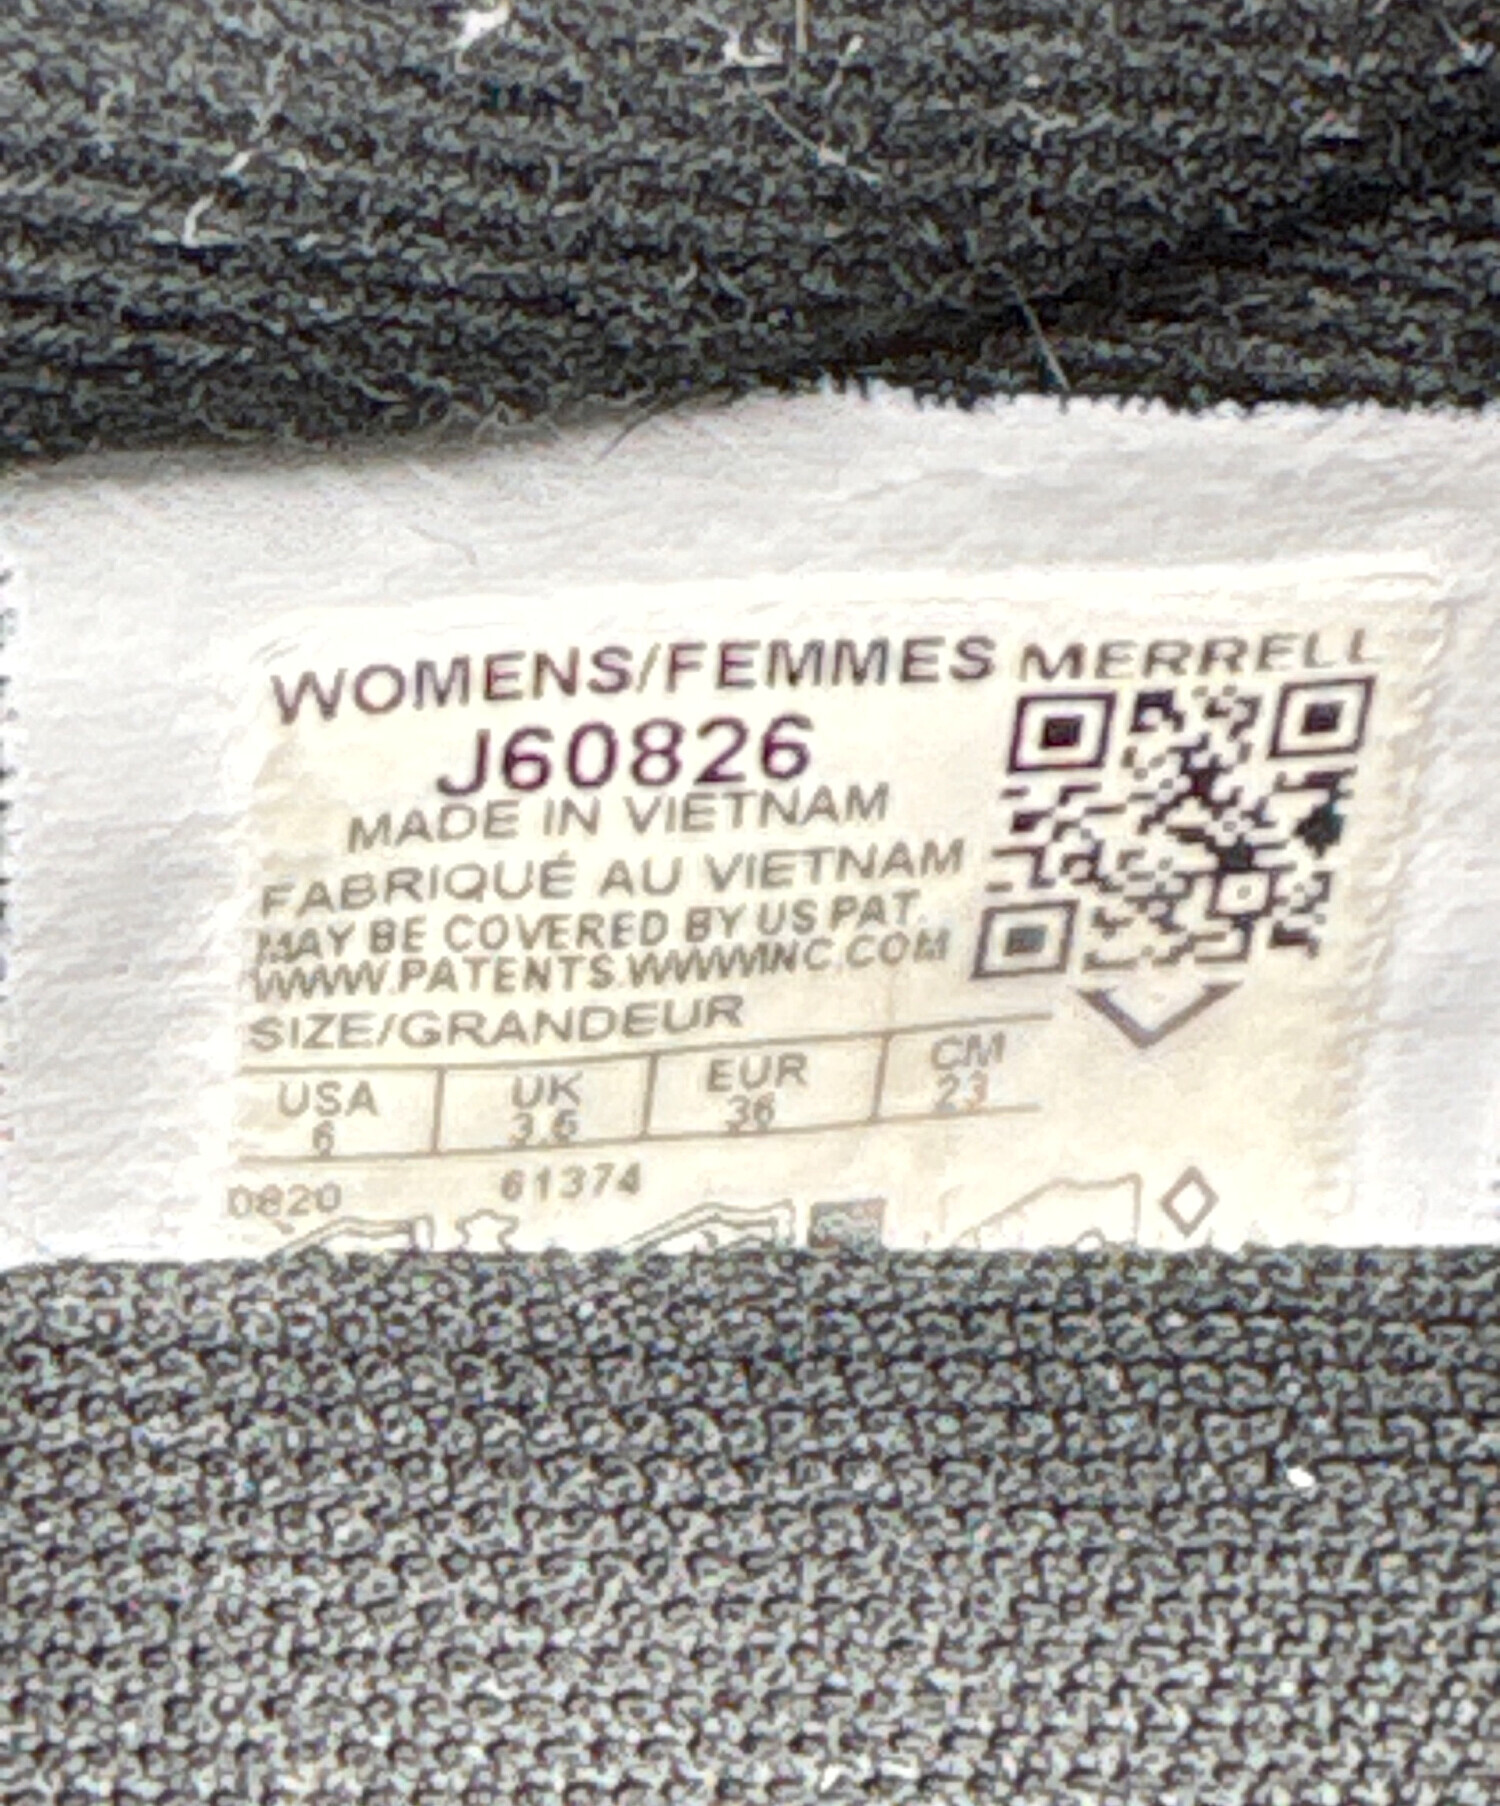 WOMENS/FEMMES MERRELL
J60826
MADE IN VIETNAM
FABRIQUÉ AU VIETNAM
MAY BE COVERED BY US PAT.
WWW.PATENTS.WWWINC.COM
SIZE/GRANDEUR
USA UK EUR CM
6 3.5 36 23
0820 61374